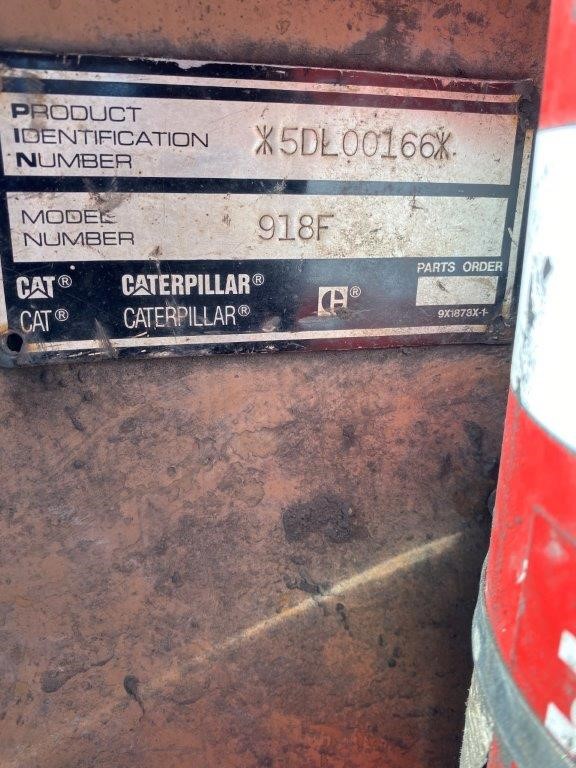 PRODUCT
IDENTIFICATION
NUMBER
*5DL00166*
MODEL
NUMBER
918F
PARTS ORDER
CAT® CATERPILLAR® ®
CAT® CATERPILLAR®
9X1873X-1-